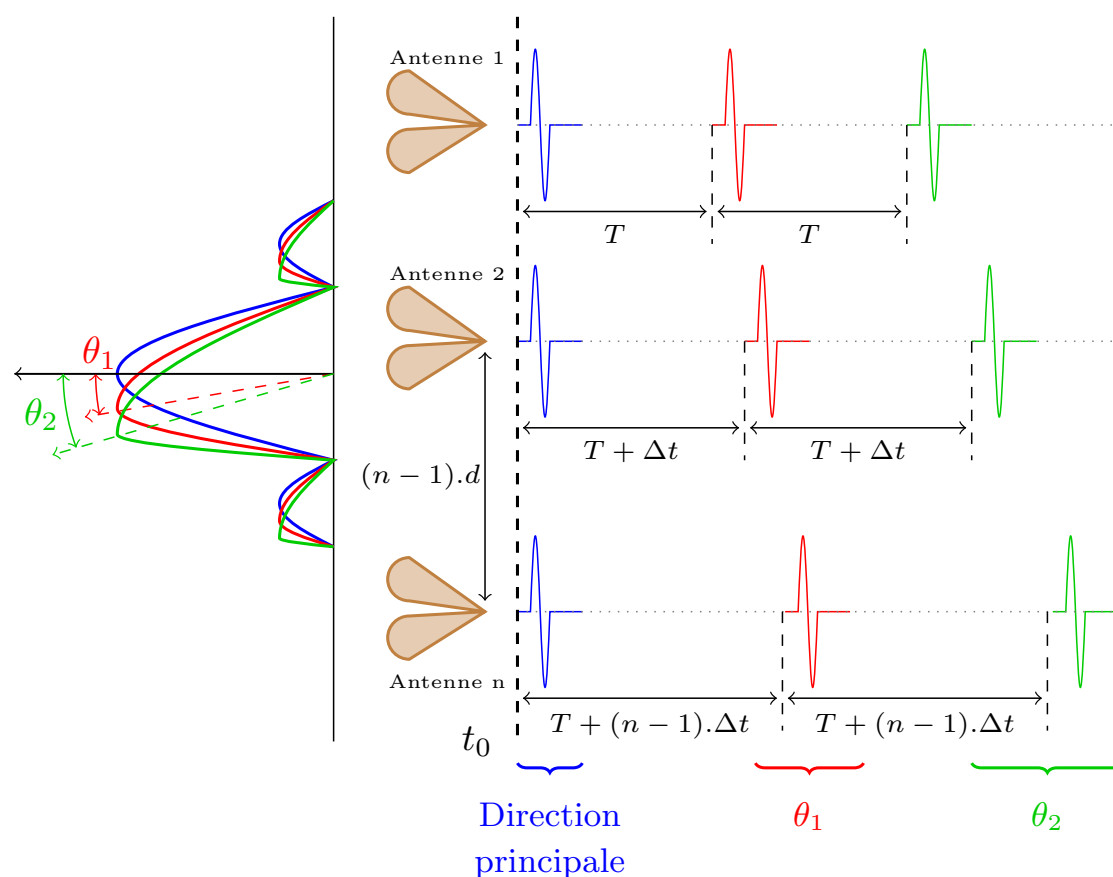 Antenne 1
T
T
Antenne 2
θ₁
θ₂
T + Δt
T + Δt
(n − 1).d
Antenne n
T + (n − 1).Δt
T + (n − 1).Δt
t₀
Direction
principale
θ₁
θ₂